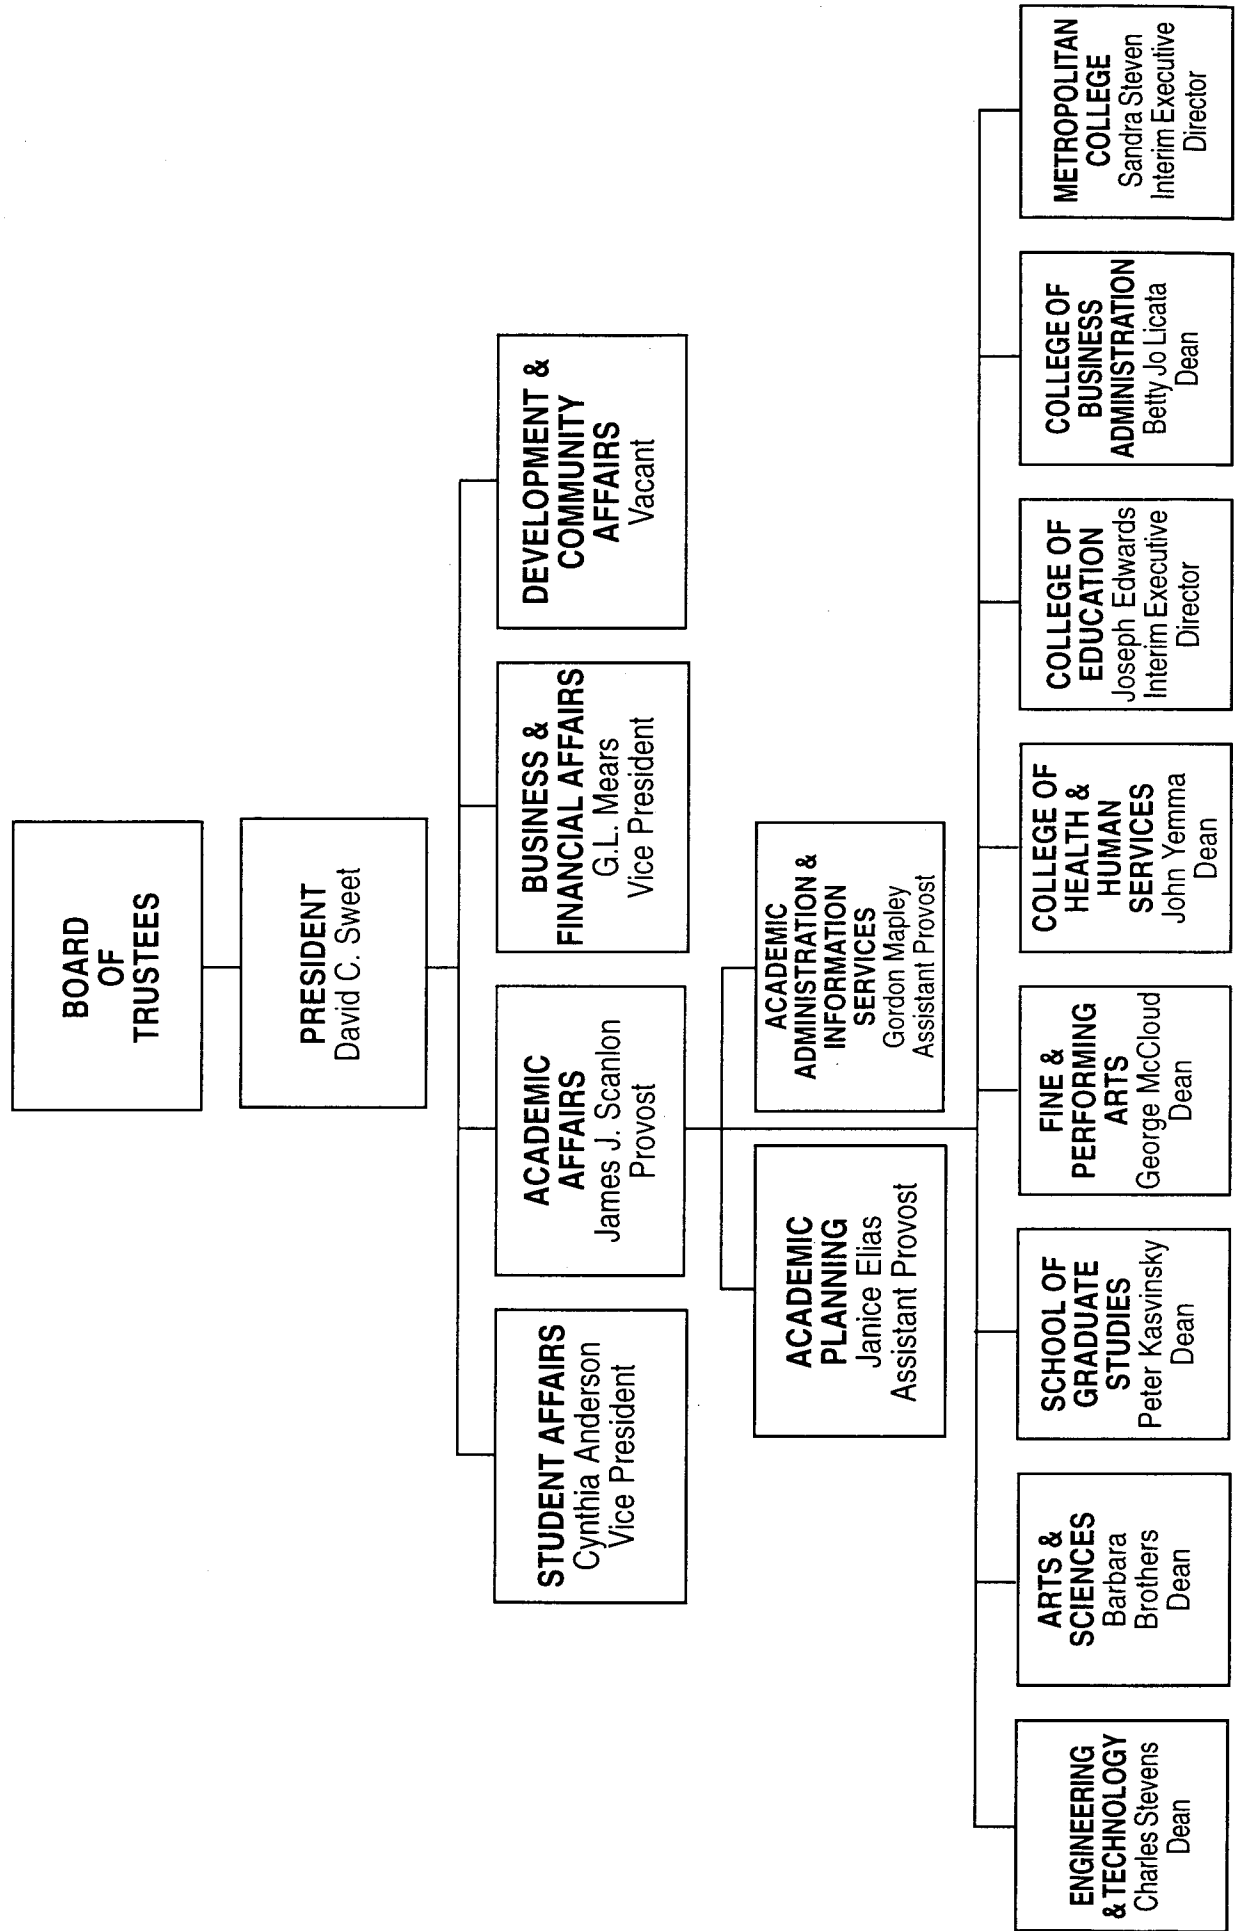 BOARD
OF
TRUSTEES
PRESIDENT
David C. Sweet
STUDENT AFFAIRS
Cynthia Anderson
Vice President
ACADEMIC
AFFAIRS
James J. Scanlon
Provost
BUSINESS &
FINANCIAL AFFAIRS
G.L. Mears
Vice President
DEVELOPMENT &
COMMUNITY
AFFAIRS
Vacant
ACADEMIC
PLANNING
Janice Elias
Assistant Provost
ACADEMIC
ADMINISTRATION &
INFORMATION
SERVICES
Gordon Mapley
Assistant Provost
ENGINEERING
& TECHNOLOGY
Charles Stevens
Dean
ARTS &
SCIENCES
Barbara
Brothers
Dean
SCHOOL OF
GRADUATE
STUDIES
Peter Kasvinsky
Dean
FINE &
PERFORMING
ARTS
George McCloud
Dean
COLLEGE OF
HEALTH &
HUMAN
SERVICES
John Yemma
Dean
COLLEGE OF
EDUCATION
Joseph Edwards
Interim Executive
Director
COLLEGE OF
BUSINESS
ADMINISTRATION
Betty Jo Licata
Dean
METROPOLITAN
COLLEGE
Sandra Steven
Interim Executive
Director